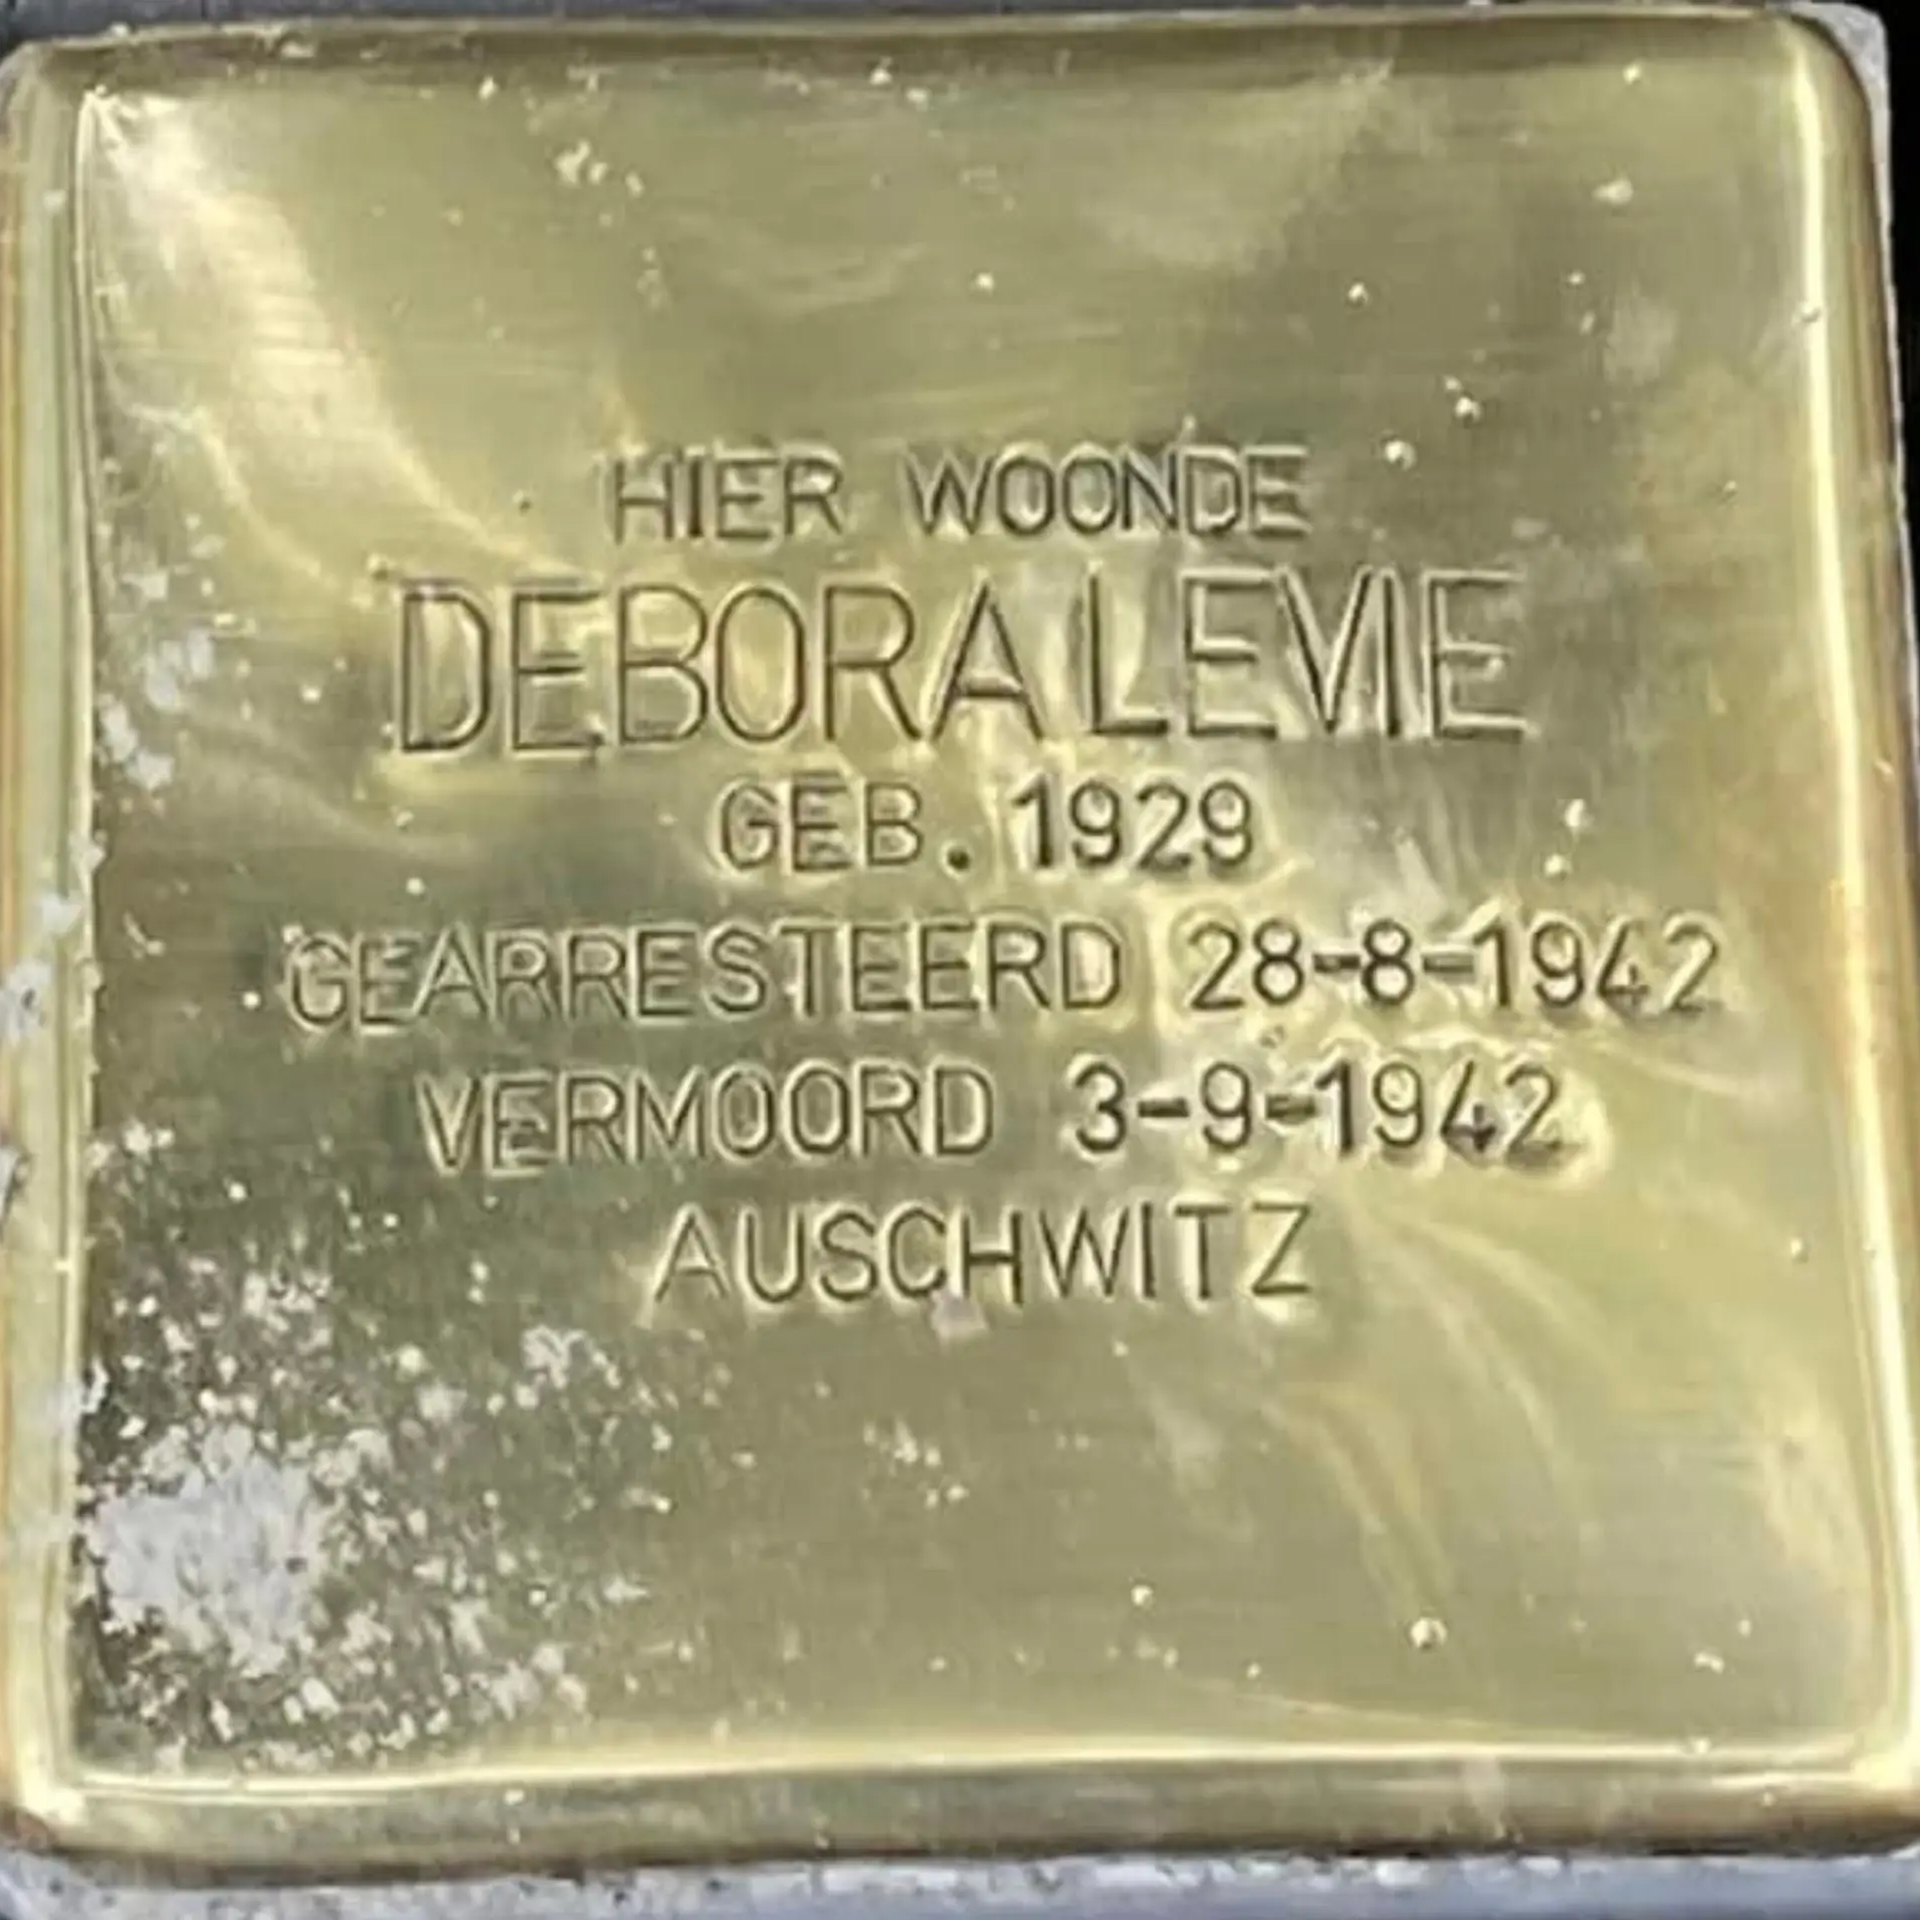 HIER WOONDE
DEBORA LEVIE
GEB. 1929
GEARRESTEERD 28-8-1942
VERMOORD 3-9-1942
AUSCHWITZ